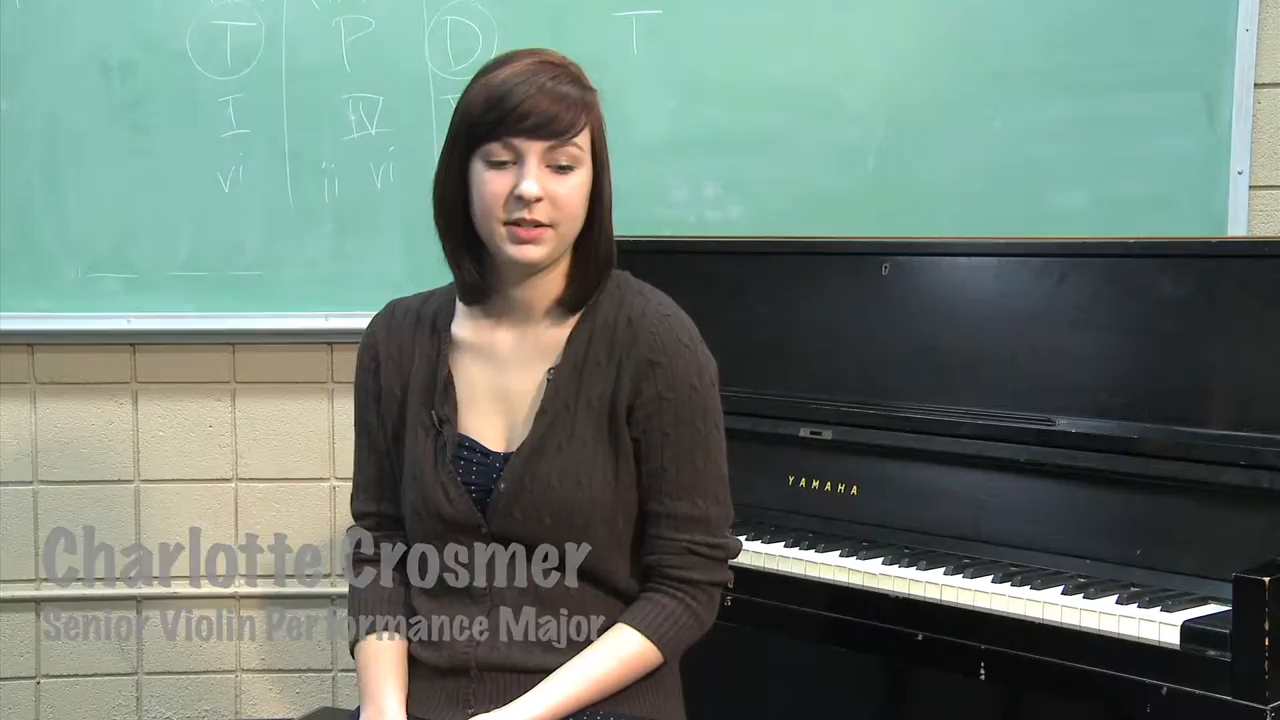 T P D T
I IV
vi ii vi
YAMAHA
Charlotte Crosmer
Senior Violin Performance Major